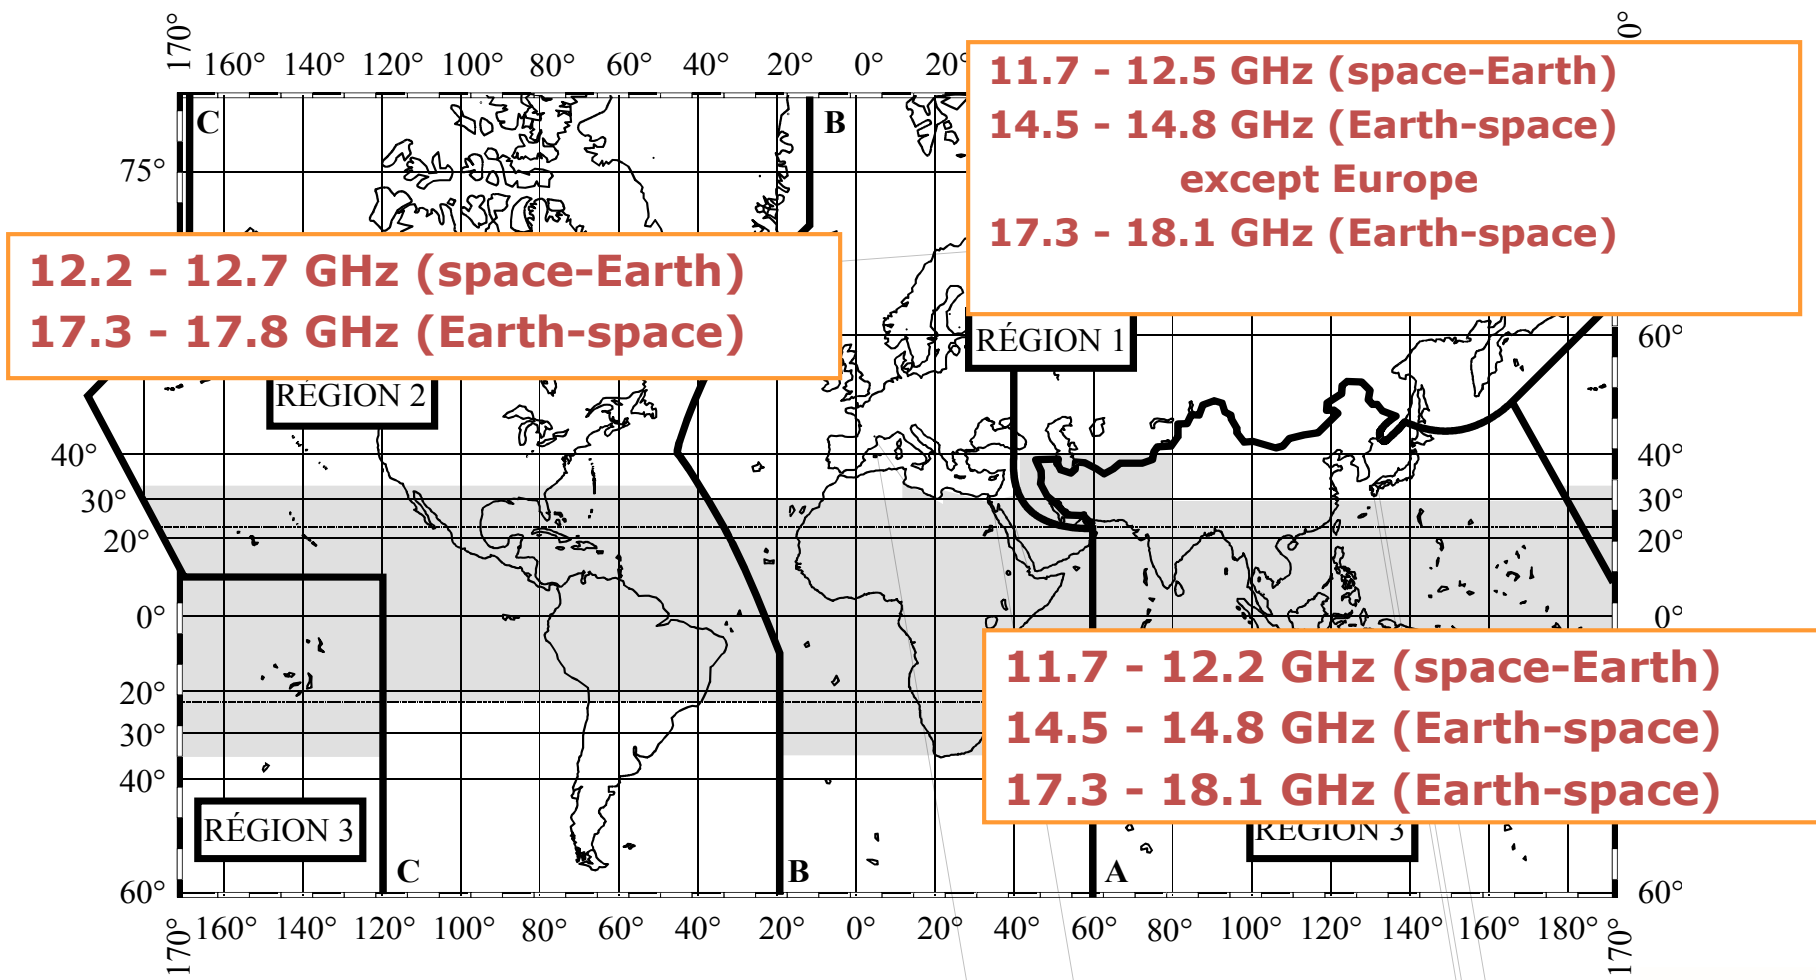 170° 160° 140° 120° 100° 80° 60° 40° 20° 0° 20° 0°
C B
11.7 - 12.5 GHz (space-Earth)
14.5 - 14.8 GHz (Earth-space)
except Europe
17.3 - 18.1 GHz (Earth-space)
75°
12.2 - 12.7 GHz (space-Earth)
17.3 - 17.8 GHz (Earth-space)
RÉGION 1 60°
RÉGION 2
40° 40°
30° 30°
20° 20°
0° 0°
11.7 - 12.2 GHz (space-Earth)
14.5 - 14.8 GHz (Earth-space)
17.3 - 18.1 GHz (Earth-space)
20°
30°
40°
RÉGION 3 RÉGION 3
C B A
60° 60°
170° 160° 140° 120° 100° 80° 60° 40° 20° 0° 20° 40° 60° 80° 100° 120° 140° 160° 180° 170°